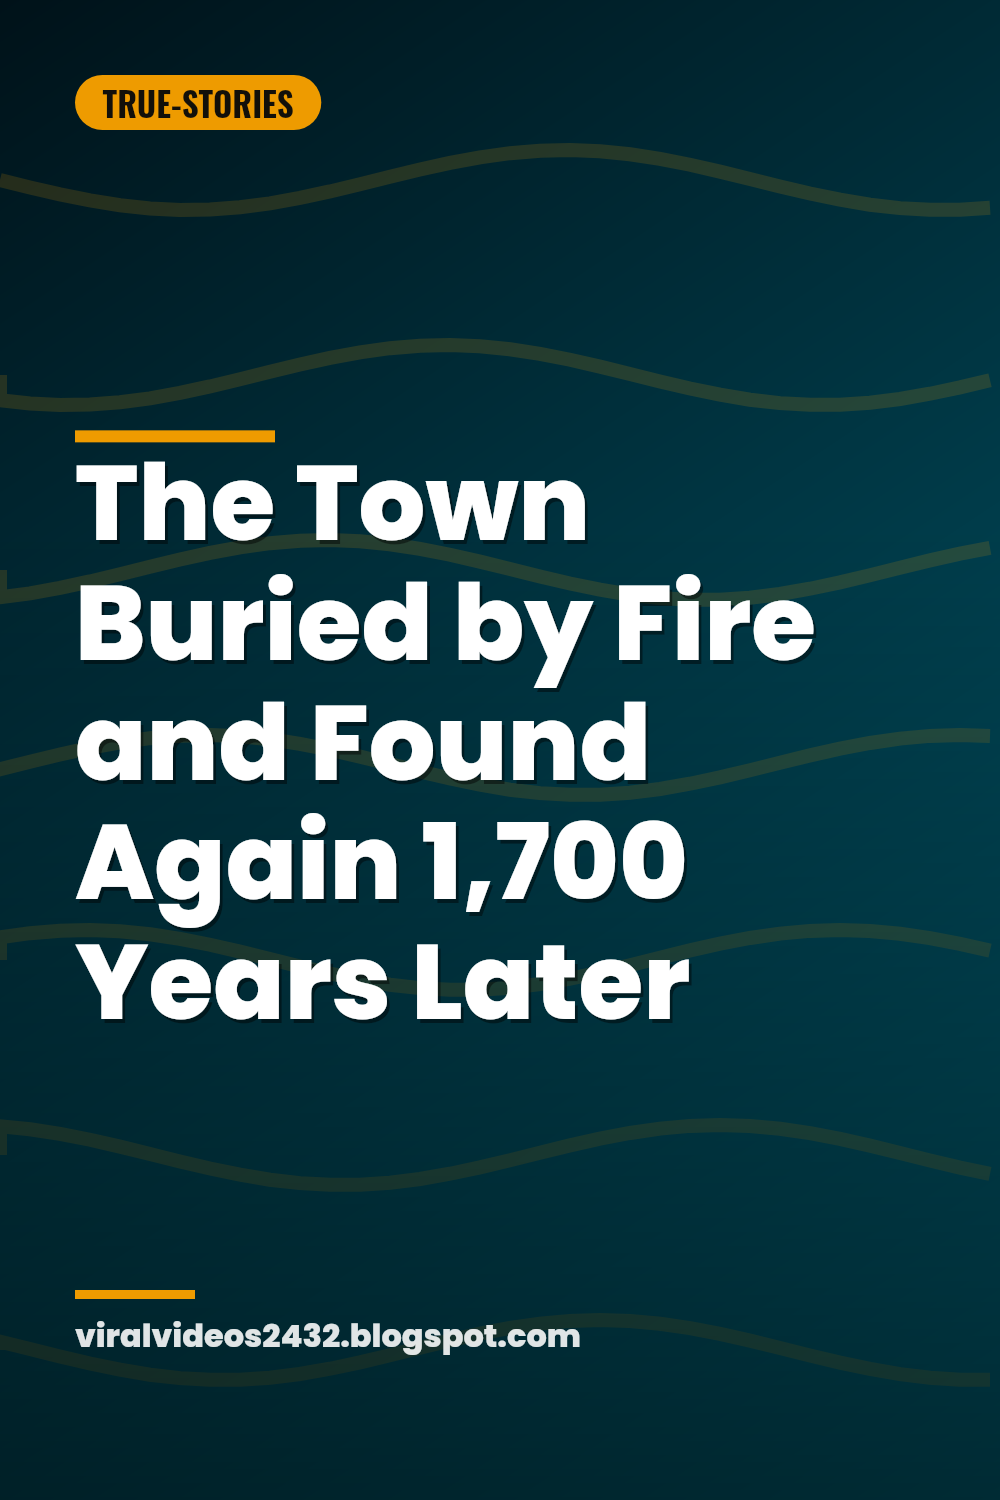 TRUE-STORIES
The Town
Buried by Fire
and Found
Again 1,700
Years Later
viralvideos2432.blogspot.com